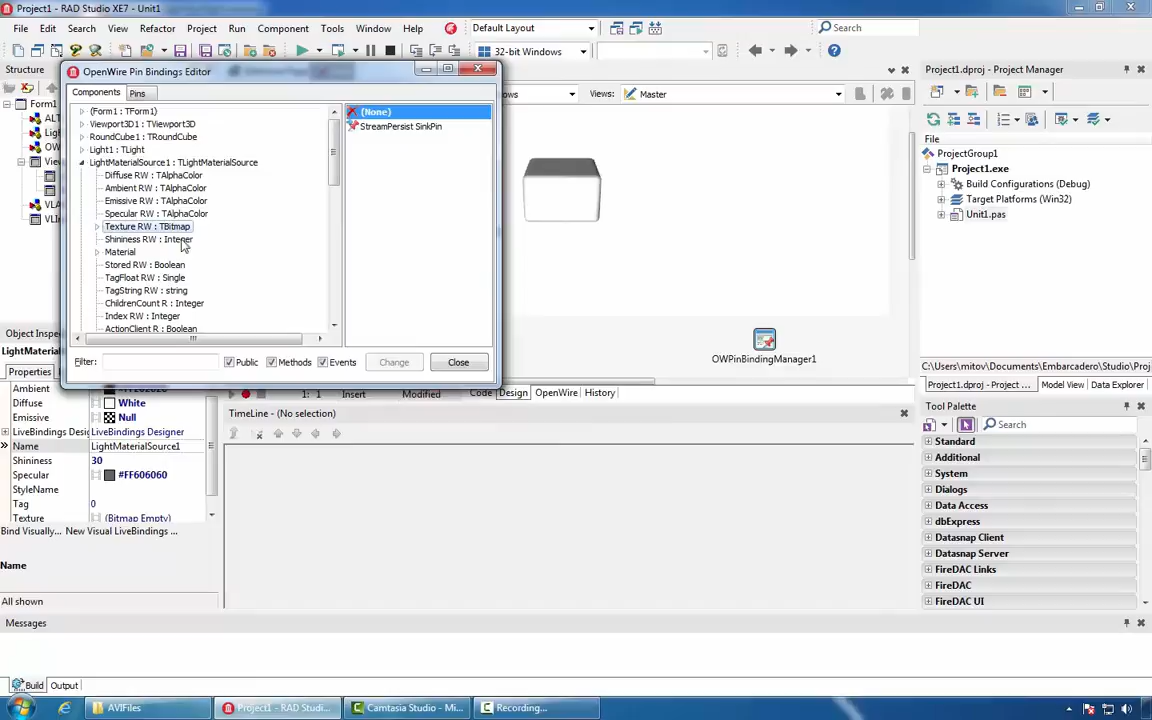 Project1 - RAD Studio XE7 - Unit1
File Edit Search View Refactor Project Run Component Tools Window Help
Default Layout
Search
32-bit Windows
Structure
Form1
OpenWire Pin Bindings Editor
Components
Pins
(Form1 : TForm1)
Viewport3D1 : TViewport3D
RoundCube1 : TRoundCube
Light1 : TLight
LightMaterialSource1 : TLightMaterialSource
Diffuse RW : TAlphaColor
Ambient RW : TAlphaColor
Emissive RW : TAlphaColor
Specular RW : TAlphaColor
Texture RW : TBitmap
Shininess RW : Integer
Material
Stored RW : Boolean
TagFloat RW : Single
TagString RW : string
ChildrenCount R : Integer
Index RW : Integer
ActionClient R : Boolean
(None)
StreamPersist SinkPin
Filter:
Public
Methods
Events
Change
Close
Views:
Master
OWPinBindingManager1
Code Design OpenWire History
1: 1 Insert Modified
TimeLine - (No selection)
Project1.dproj - Project Manager
File
ProjectGroup1
Project1.exe
Build Configurations (Debug)
Target Platforms (Win32)
Unit1.pas
C:\Users\mitov\Documents\Embarcadero\Studio\Proj
Project1.dproj - Project ...
Model View
Data Explorer
Tool Palette
Search
Standard
Additional
System
Dialogs
Data Access
dbExpress
Datasnap Client
Datasnap Server
FireDAC Links
FireDAC
FireDAC UI
Properties
Ambient
Diffuse White
Emissive Null
LiveBindings Des LiveBindings Designer
Name LightMaterialSource1
Shininess 30
Specular #FF606060
StyleName
Tag 0
Texture (Bitmap Empty)
Bind Visually... New Visual LiveBindings ...
Name
All shown
Messages
Build
Output
AVIFiles
Project1 - RAD Studi...
Camtasia Studio - Mi...
Recording...